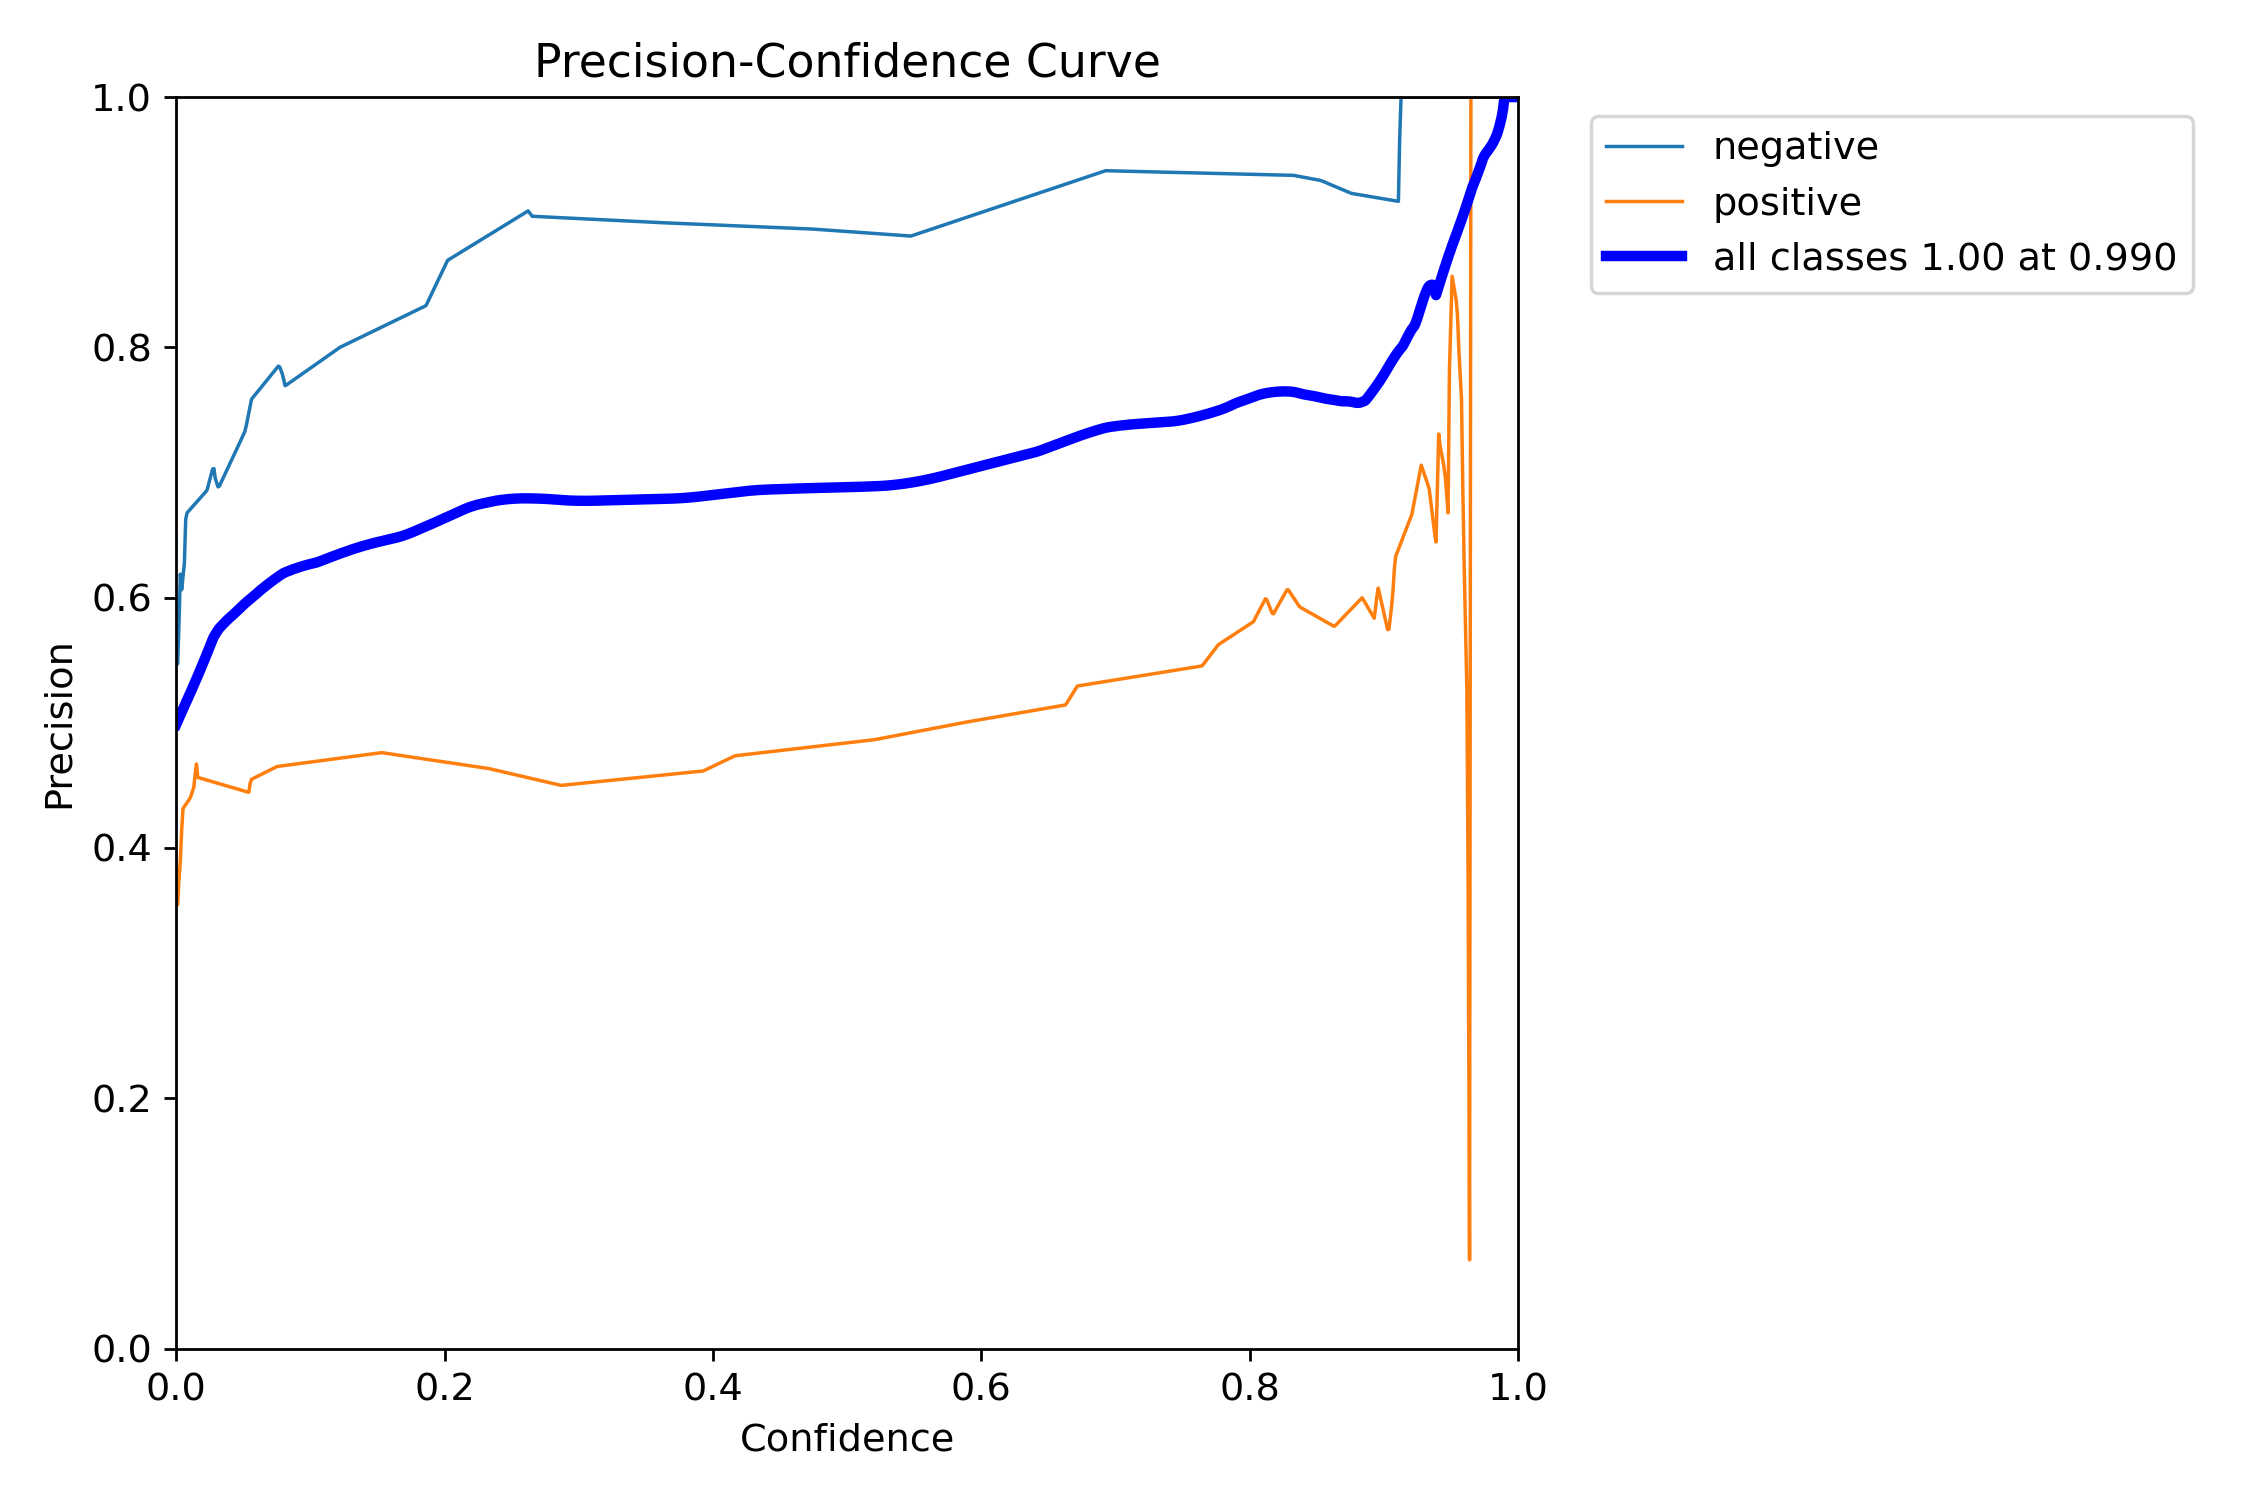 Precision-Confidence Curve
1.0
0.8
0.6
0.4
0.2
0.0
Precision
0.0 0.2 0.4 0.6 0.8 1.0
Confidence
negative
positive
all classes 1.00 at 0.990